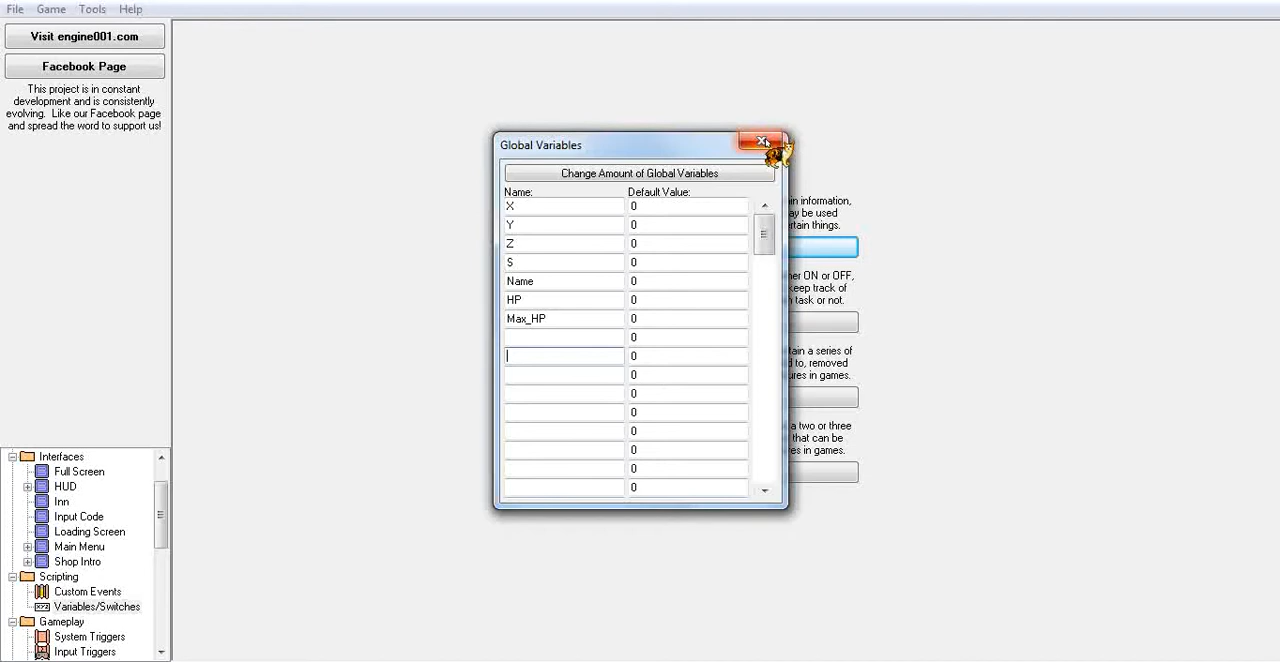 File Game Tools Help
Visit engine001.com
Facebook Page
This project is in constant
development and is consistently
evolving. Like our Facebook page
and spread the word to support us!
Interfaces
Full Screen
HUD
Inn
Input Code
Loading Screen
Main Menu
Shop Intro
Scripting
Custom Events
Variables/Switches
Gameplay
System Triggers
Input Triggers
Global Variables
Change Amount of Global Variables
Name: Default Value:
X 0
Y 0
Z 0
S 0
Name 0
HP 0
Max_HP 0
0
0
0
0
0
0
0
0
0
in information,
ay be used
rtain things.
her ON or OFF,
keep track of
n task or not.
tain a series of
d to, removed
ures in games.
a two or three
that can be
es in games.